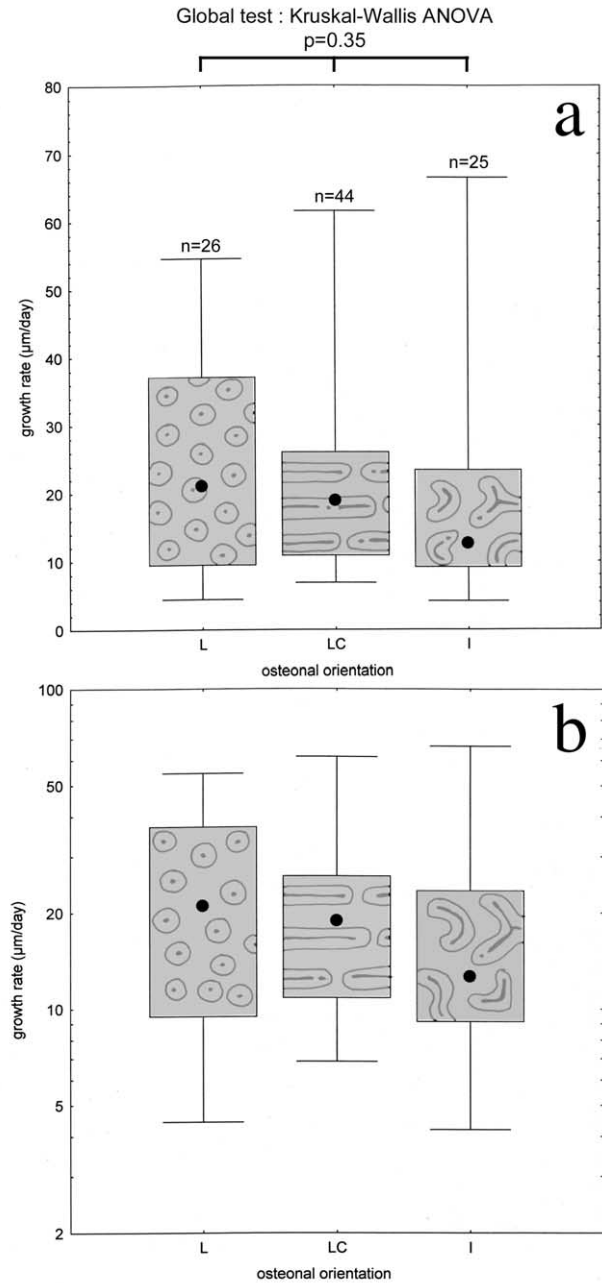 Global test : Kruskal-Wallis ANOVA
p=0.35
a
80
70
60
50
40
30
20
10
0
growth rate (µm/day)
n=26
n=44
n=25
L
LC
I
osteonal orientation
b
100
50
20
10
5
2
growth rate (µm/day)
L
LC
I
osteonal orientation